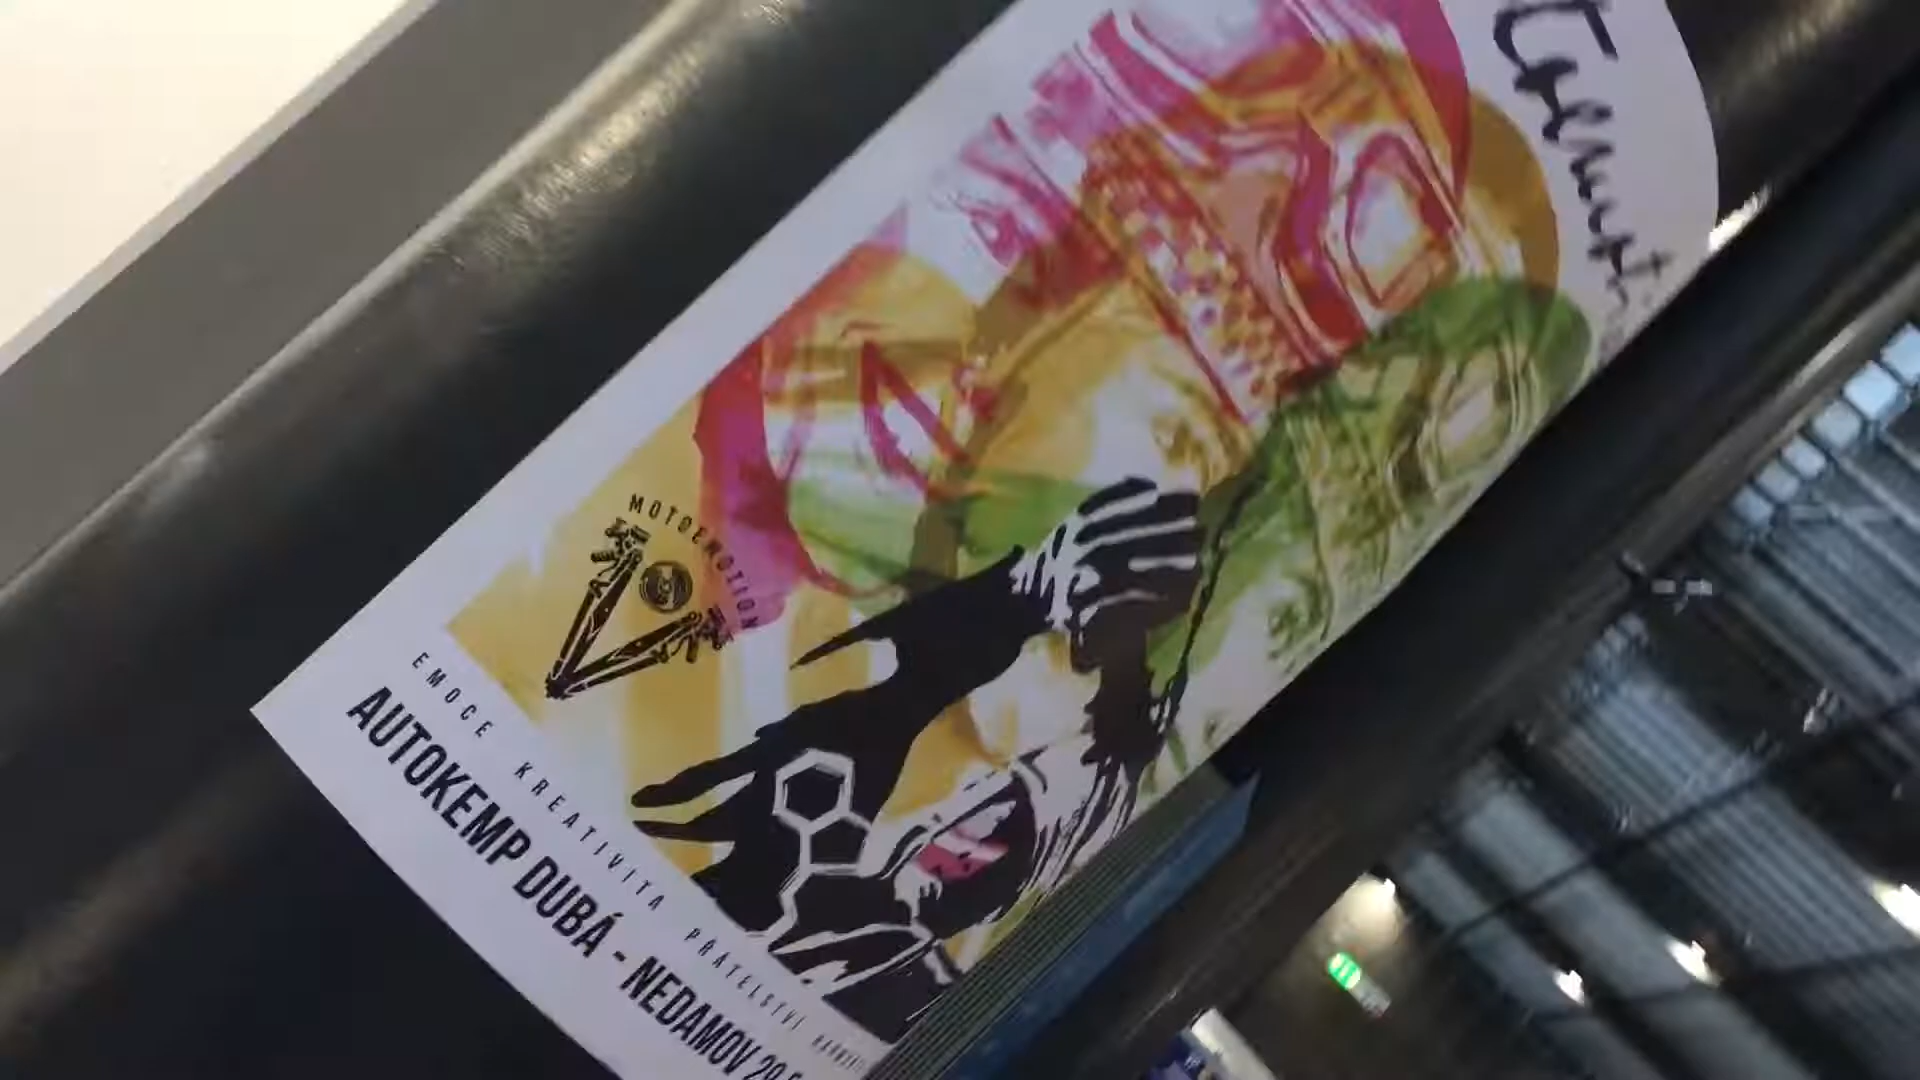 MOTOEMOTION
EMOCE KREATIVITA PŘÁTELSTVÍ
AUTOKEMP DUBÁ - NEDAMOV